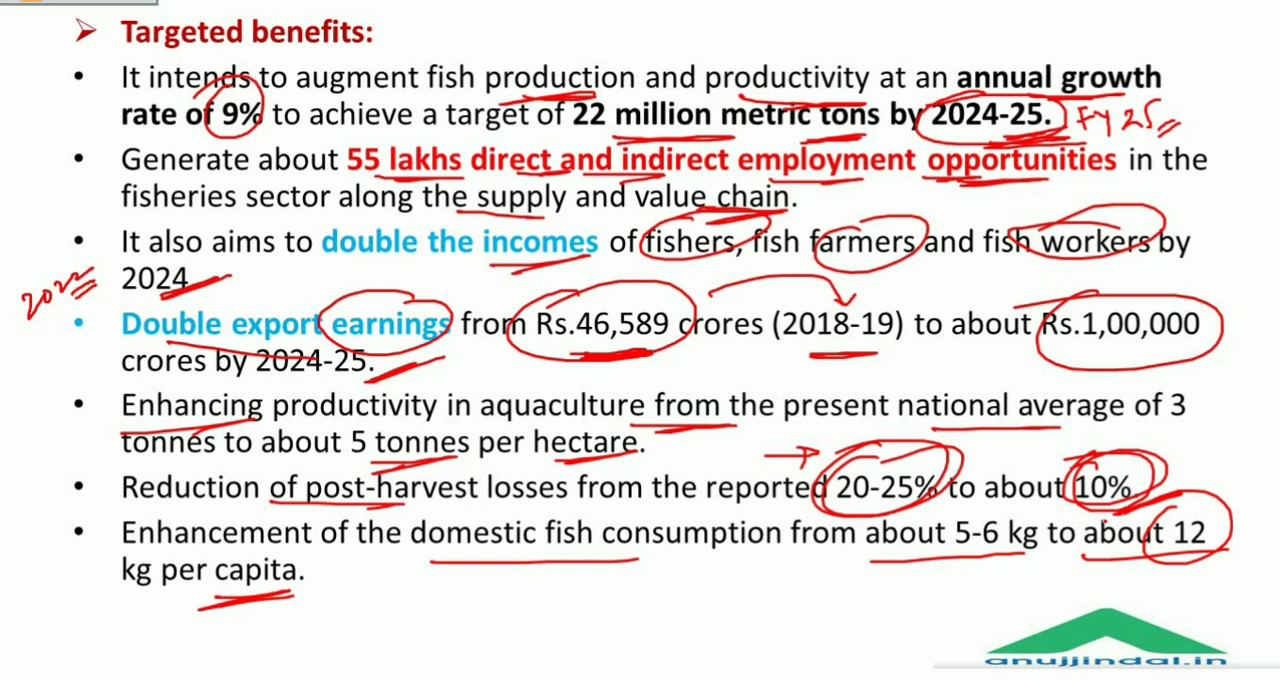 ➢ Targeted benefits:
• It intends to augment fish production and productivity at an annual growth
rate of 9% to achieve a target of 22 million metric tons by 2024-25. FY 25
• Generate about 55 lakhs direct and indirect employment opportunities in the
fisheries sector along the supply and value chain.
• It also aims to double the incomes of fishers, fish farmers and fish workers by
2024
• Double export earnings from Rs.46,589 crores (2018-19) to about Rs.1,00,000
crores by 2024-25.
• Enhancing productivity in aquaculture from the present national average of 3
tonnes to about 5 tonnes per hectare.
• Reduction of post-harvest losses from the reported 20-25% to about 10%
• Enhancement of the domestic fish consumption from about 5-6 kg to about 12
kg per capita.
anujjindal.in